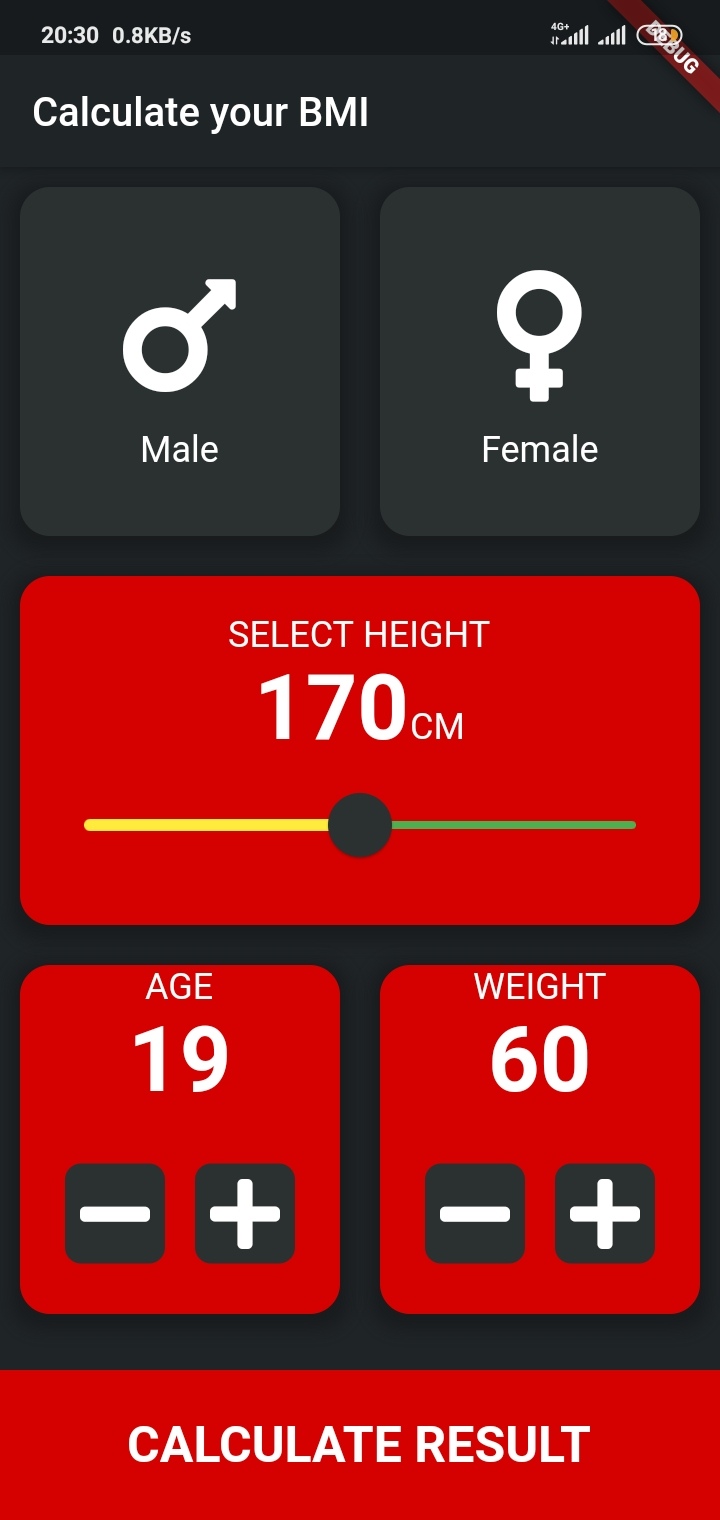 20:30 0.8KB/s 4G+
DEBUG
Calculate your BMI
Male Female
SELECT HEIGHT
170CM
AGE WEIGHT
19 60
CALCULATE RESULT